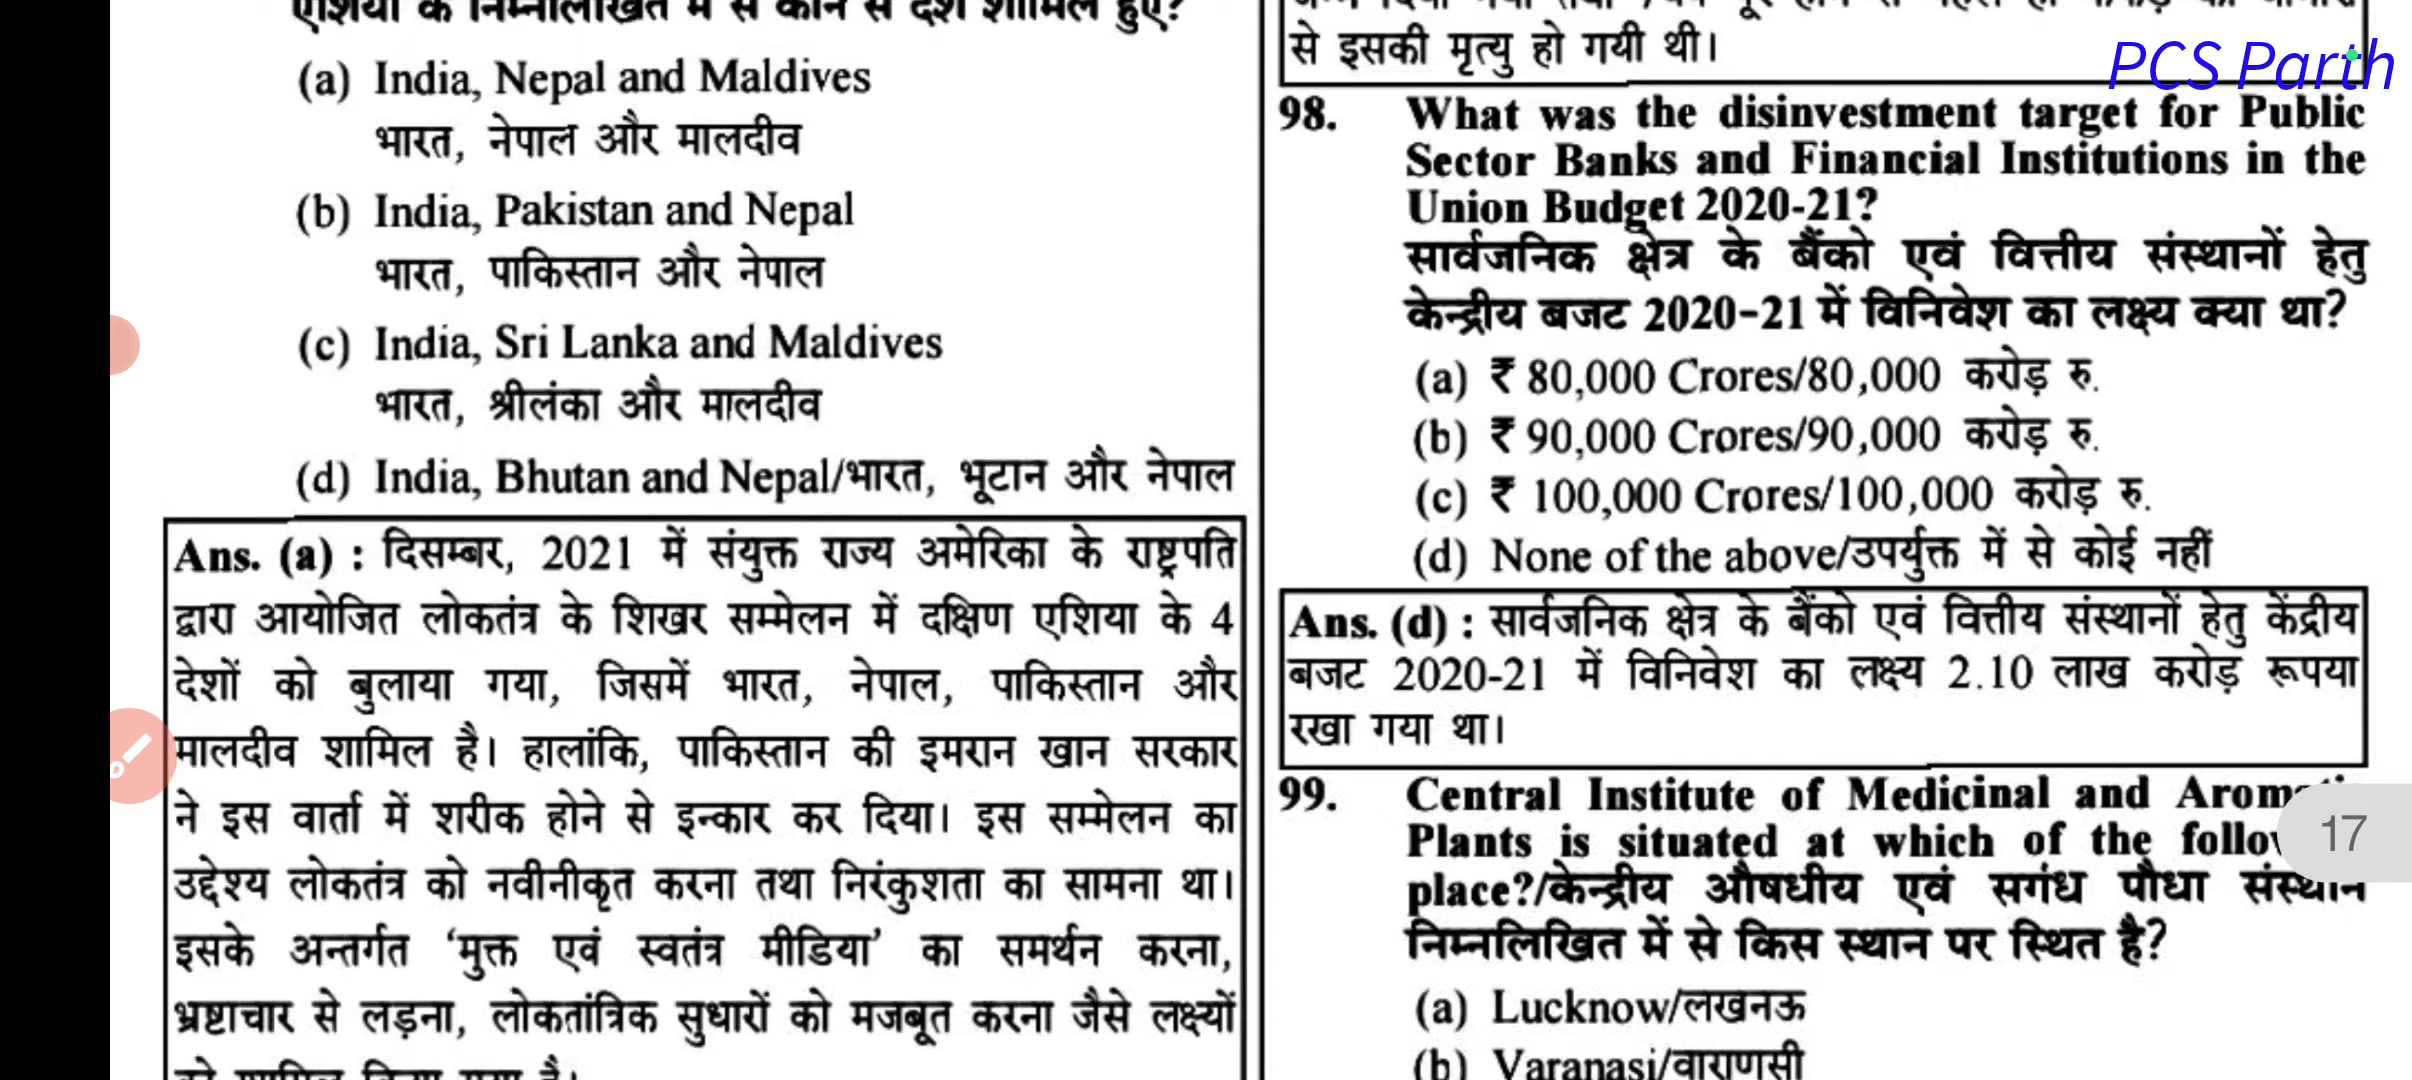 एशिया के निम्नलिखित में से कौन से देश शामिल हुए?
(a) India, Nepal and Maldives
भारत, नेपाल और मालदीव
(b) India, Pakistan and Nepal
भारत, पाकिस्तान और नेपाल
(c) India, Sri Lanka and Maldives
भारत, श्रीलंका और मालदीव
(d) India, Bhutan and Nepal/भारत, भूटान और नेपाल
Ans. (a) : दिसम्बर, 2021 में संयुक्त राज्य अमेरिका के राष्ट्रपति
द्वारा आयोजित लोकतंत्र के शिखर सम्मेलन में दक्षिण एशिया के 4
देशों को बुलाया गया, जिसमें भारत, नेपाल, पाकिस्तान और
मालदीव शामिल है। हालांकि, पाकिस्तान की इमरान खान सरकार
ने इस वार्ता में शरीक होने से इन्कार कर दिया। इस सम्मेलन का
उद्देश्य लोकतंत्र को नवीनीकृत करना तथा निरंकुशता का सामना था।
इसके अन्तर्गत ‘मुक्त एवं स्वतंत्र मीडिया’ का समर्थन करना,
भ्रष्टाचार से लड़ना, लोकतांत्रिक सुधारों को मजबूत करना जैसे लक्ष्यों
को शामिल किया गया है।
से इसकी मृत्यु हो गयी थी।
PCS Parth
98. What was the disinvestment target for Public
Sector Banks and Financial Institutions in the
Union Budget 2020-21?
सार्वजनिक क्षेत्र के बैंको एवं वित्तीय संस्थानों हेतु
केन्द्रीय बजट 2020-21 में विनिवेश का लक्ष्य क्या था?
(a) ₹ 80,000 Crores/80,000 करोड़ रु.
(b) ₹ 90,000 Crores/90,000 करोड़ रु.
(c) ₹ 100,000 Crores/100,000 करोड़ रु.
(d) None of the above/उपर्युक्त में से कोई नहीं
Ans. (d) : सार्वजनिक क्षेत्र के बैंको एवं वित्तीय संस्थानों हेतु केंद्रीय
बजट 2020-21 में विनिवेश का लक्ष्य 2.10 लाख करोड़ रूपया
रखा गया था।
99. Central Institute of Medicinal and
Plants is situated at which of the
place?/केन्द्रीय औषधीय एवं सगंध पौधा संस्थान
निम्नलिखित में से किस स्थान पर स्थित है?
(a) Lucknow/लखनऊ
(b) Varanasi/वाराणसी
17